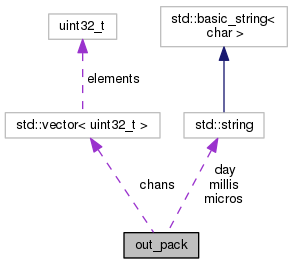 uint32_t
std::basic_string<
char >
elements
std::vector< uint32_t >
std::string
chans
day
millis
micros
out_pack